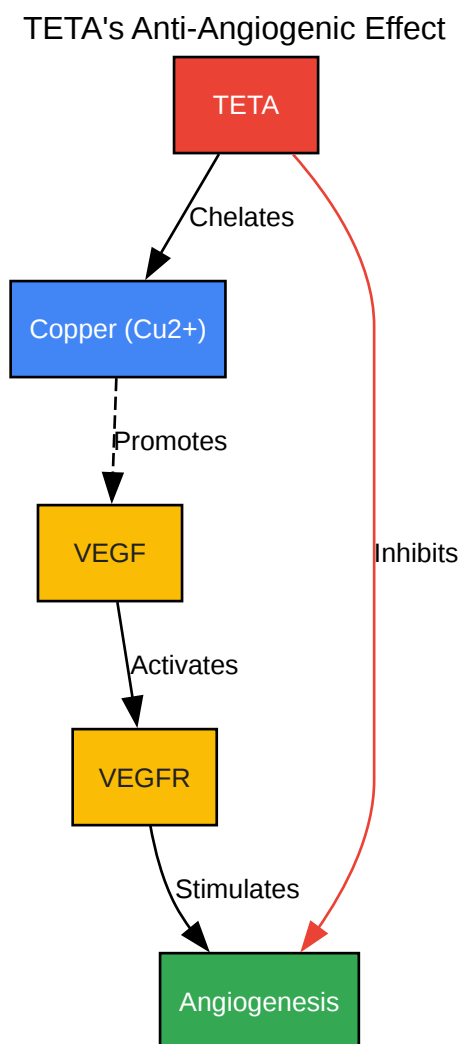 TETA's Anti-Angiogenic Effect
TETA
Chelates
Copper (Cu2+)
Promotes
VEGF
Inhibits
Activates
VEGFR
Stimulates
Angiogenesis